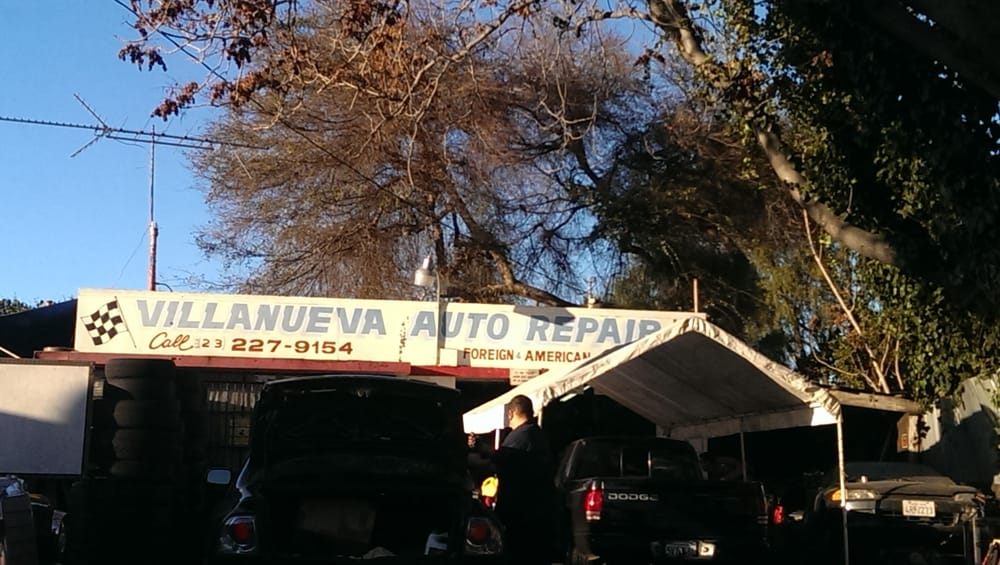 VILLANUEVA AUTO REPAIR
Call (323) 227-9154
FOREIGN & AMERICAN
DODGE